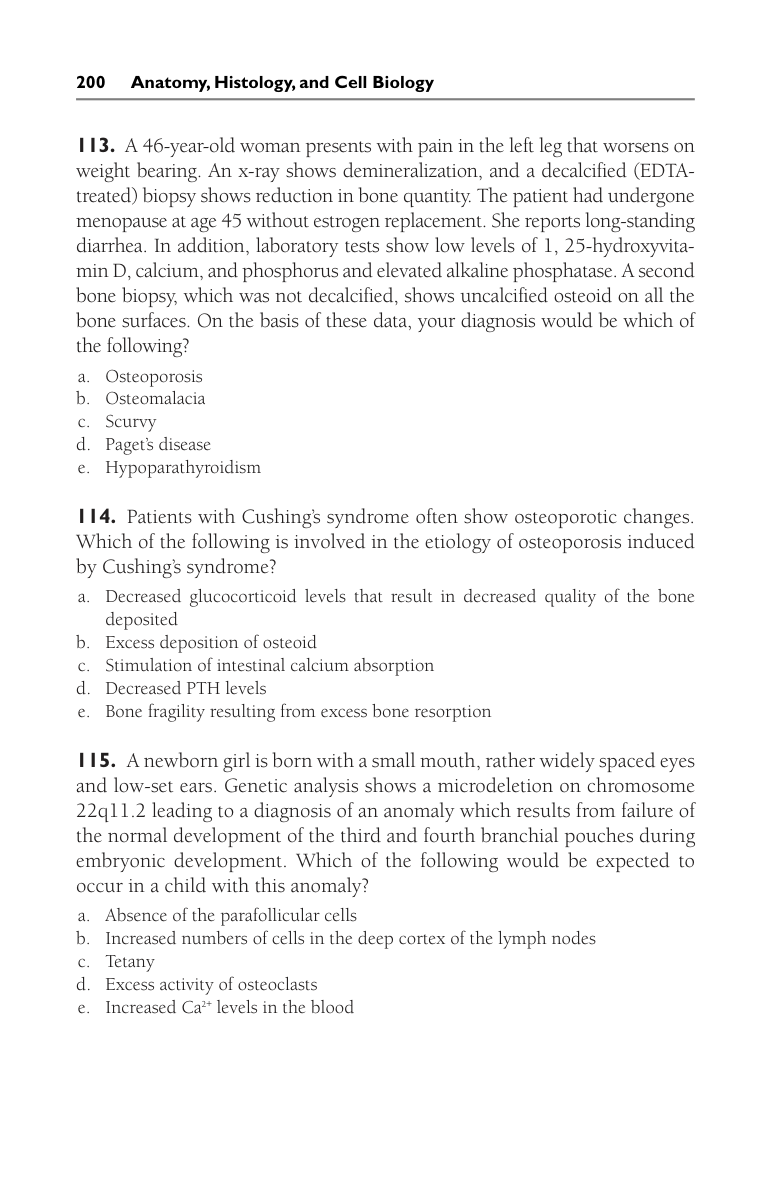 200 Anatomy, Histology, and Cell Biology
113. A 46-year-old woman presents with pain in the left leg that worsens on
weight bearing. An x-ray shows demineralization, and a decalcified (EDTA-
treated) biopsy shows reduction in bone quantity. The patient had undergone
menopause at age 45 without estrogen replacement. She reports long-standing
diarrhea. In addition, laboratory tests show low levels of 1, 25-hydroxyvita-
min D, calcium, and phosphorus and elevated alkaline phosphatase. A second
bone biopsy, which was not decalcified, shows uncalcified osteoid on all the
bone surfaces. On the basis of these data, your diagnosis would be which of
the following?
a. Osteoporosis
b. Osteomalacia
c. Scurvy
d. Paget’s disease
e. Hypoparathyroidism
114. Patients with Cushing’s syndrome often show osteoporotic changes.
Which of the following is involved in the etiology of osteoporosis induced
by Cushing’s syndrome?
a. Decreased glucocorticoid levels that result in decreased quality of the bone
deposited
b. Excess deposition of osteoid
c. Stimulation of intestinal calcium absorption
d. Decreased PTH levels
e. Bone fragility resulting from excess bone resorption
115. A newborn girl is born with a small mouth, rather widely spaced eyes
and low-set ears. Genetic analysis shows a microdeletion on chromosome
22q11.2 leading to a diagnosis of an anomaly which results from failure of
the normal development of the third and fourth branchial pouches during
embryonic development. Which of the following would be expected to
occur in a child with this anomaly?
a. Absence of the parafollicular cells
b. Increased numbers of cells in the deep cortex of the lymph nodes
c. Tetany
d. Excess activity of osteoclasts
e. Increased Ca²⁺ levels in the blood